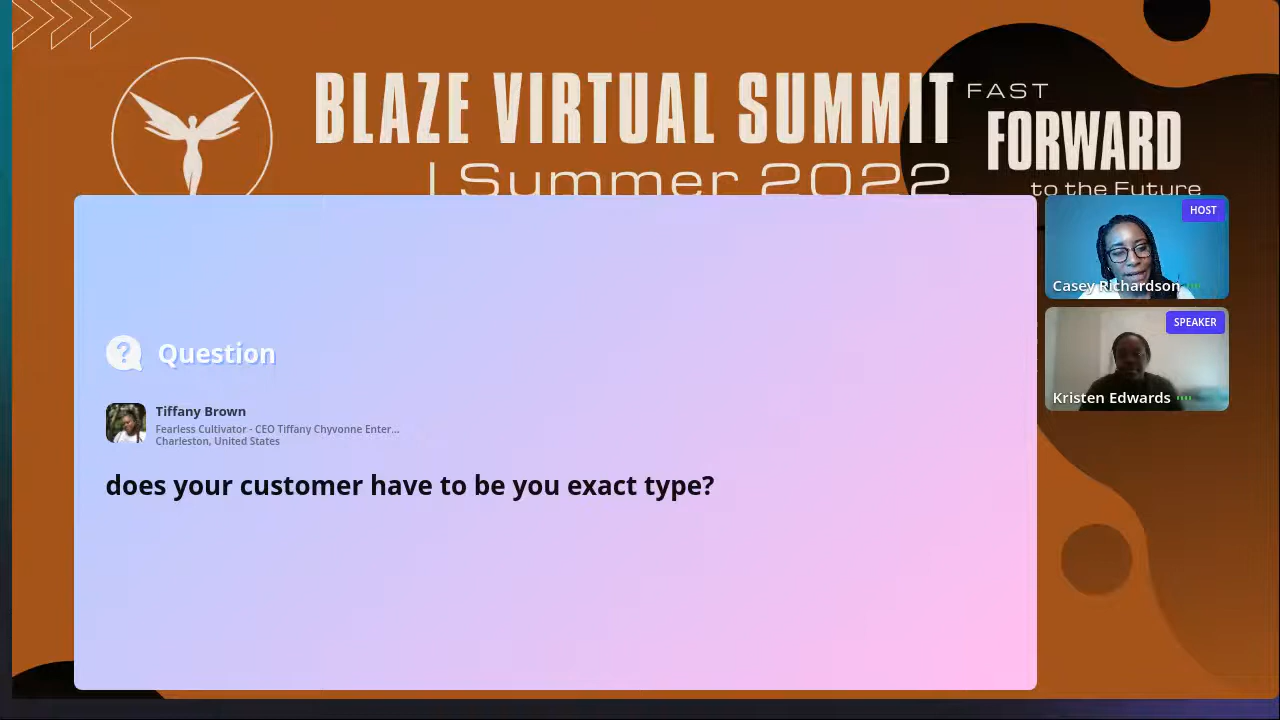 BLAZE VIRTUAL SUMMIT
| Summer 2022
FAST
FORWARD
to the Future
HOST
Casey Richardson
SPEAKER
Kristen Edwards
Question
Tiffany Brown
Fearless Cultivator - CEO Tiffany Chyvonne Enter...
Charleston, United States
does your customer have to be you exact type?